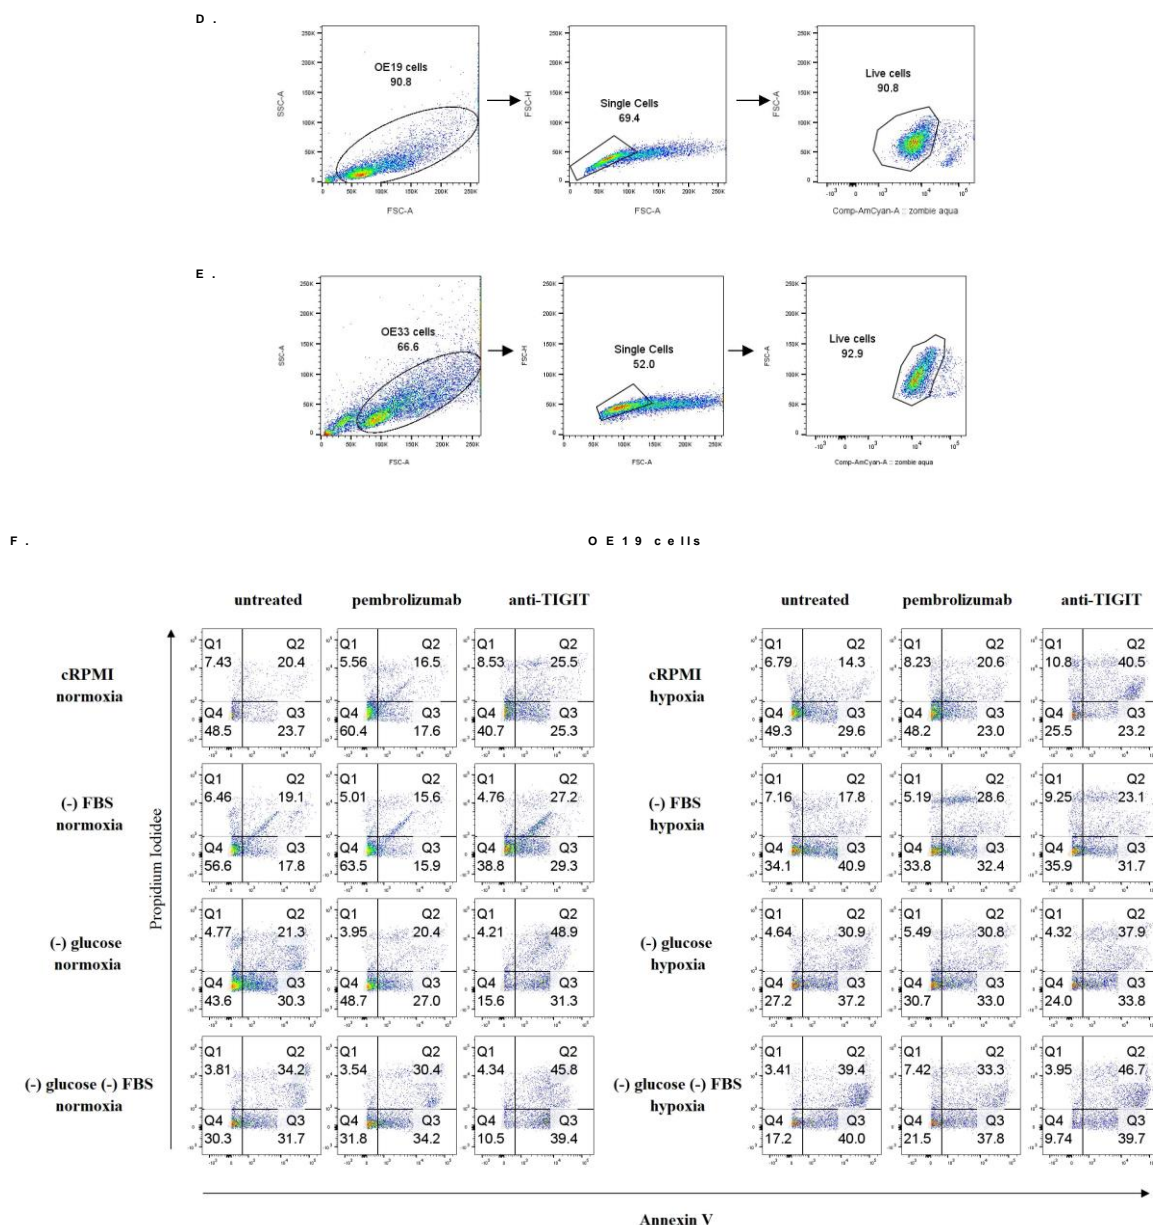 D.
OE19 cells
90.8
Single Cells
69.4
Live cells
90.8
SSC-A
FSC-A
FSC-H
FSC-A
FSC-A
Comp-AmCyan-A :: zombie aqua
250K
200K
150K
100K
50K
0
0 50K 100K 150K 200K 250K
E.
OE33 cells
66.6
Single Cells
52.0
Live cells
92.9
SSC-A
FSC-A
FSC-H
FSC-A
FSC-A
Comp-AmCyan-A :: zombie aqua
F.
OE19 cells
untreated pembrolizumab anti-TIGIT untreated pembrolizumab anti-TIGIT
cRPMI
normoxia
Q1 Q2 Q1 Q2 Q1 Q2
7.43 20.4 5.56 16.5 8.53 25.5
Q4 Q3 Q4 Q3 Q4 Q3
48.5 23.7 60.4 17.6 40.7 25.3
cRPMI
hypoxia
Q1 Q2 Q1 Q2 Q1 Q2
6.79 14.3 8.23 20.6 10.8 40.5
Q4 Q3 Q4 Q3 Q4 Q3
49.3 29.6 48.2 23.0 25.5 23.2
(-) FBS
normoxia
Q1 Q2 Q1 Q2 Q1 Q2
6.46 19.1 5.01 15.6 4.76 27.2
Q4 Q3 Q4 Q3 Q4 Q3
56.6 17.8 63.5 15.9 38.8 29.3
(-) FBS
hypoxia
Q1 Q2 Q1 Q2 Q1 Q2
7.16 17.8 5.19 28.6 9.25 23.1
Q4 Q3 Q4 Q3 Q4 Q3
34.1 40.9 33.8 32.4 35.9 31.7
(-) glucose
normoxia
Q1 Q2 Q1 Q2 Q1 Q2
4.77 21.3 3.95 20.4 4.21 48.9
Q4 Q3 Q4 Q3 Q4 Q3
43.6 30.3 48.7 27.0 15.6 31.3
(-) glucose
hypoxia
Q1 Q2 Q1 Q2 Q1 Q2
4.64 30.9 5.49 30.8 4.32 37.9
Q4 Q3 Q4 Q3 Q4 Q3
27.2 37.2 30.7 33.0 24.0 33.8
(-) glucose (-) FBS
normoxia
Q1 Q2 Q1 Q2 Q1 Q2
3.81 34.2 3.54 30.4 4.34 45.8
Q4 Q3 Q4 Q3 Q4 Q3
30.3 31.7 31.8 34.2 10.5 39.4
(-) glucose (-) FBS
hypoxia
Q1 Q2 Q1 Q2 Q1 Q2
3.41 39.4 7.42 33.3 3.95 46.7
Q4 Q3 Q4 Q3 Q4 Q3
17.2 40.0 21.5 37.8 9.74 39.7
Propidium Iodidee
Annexin V